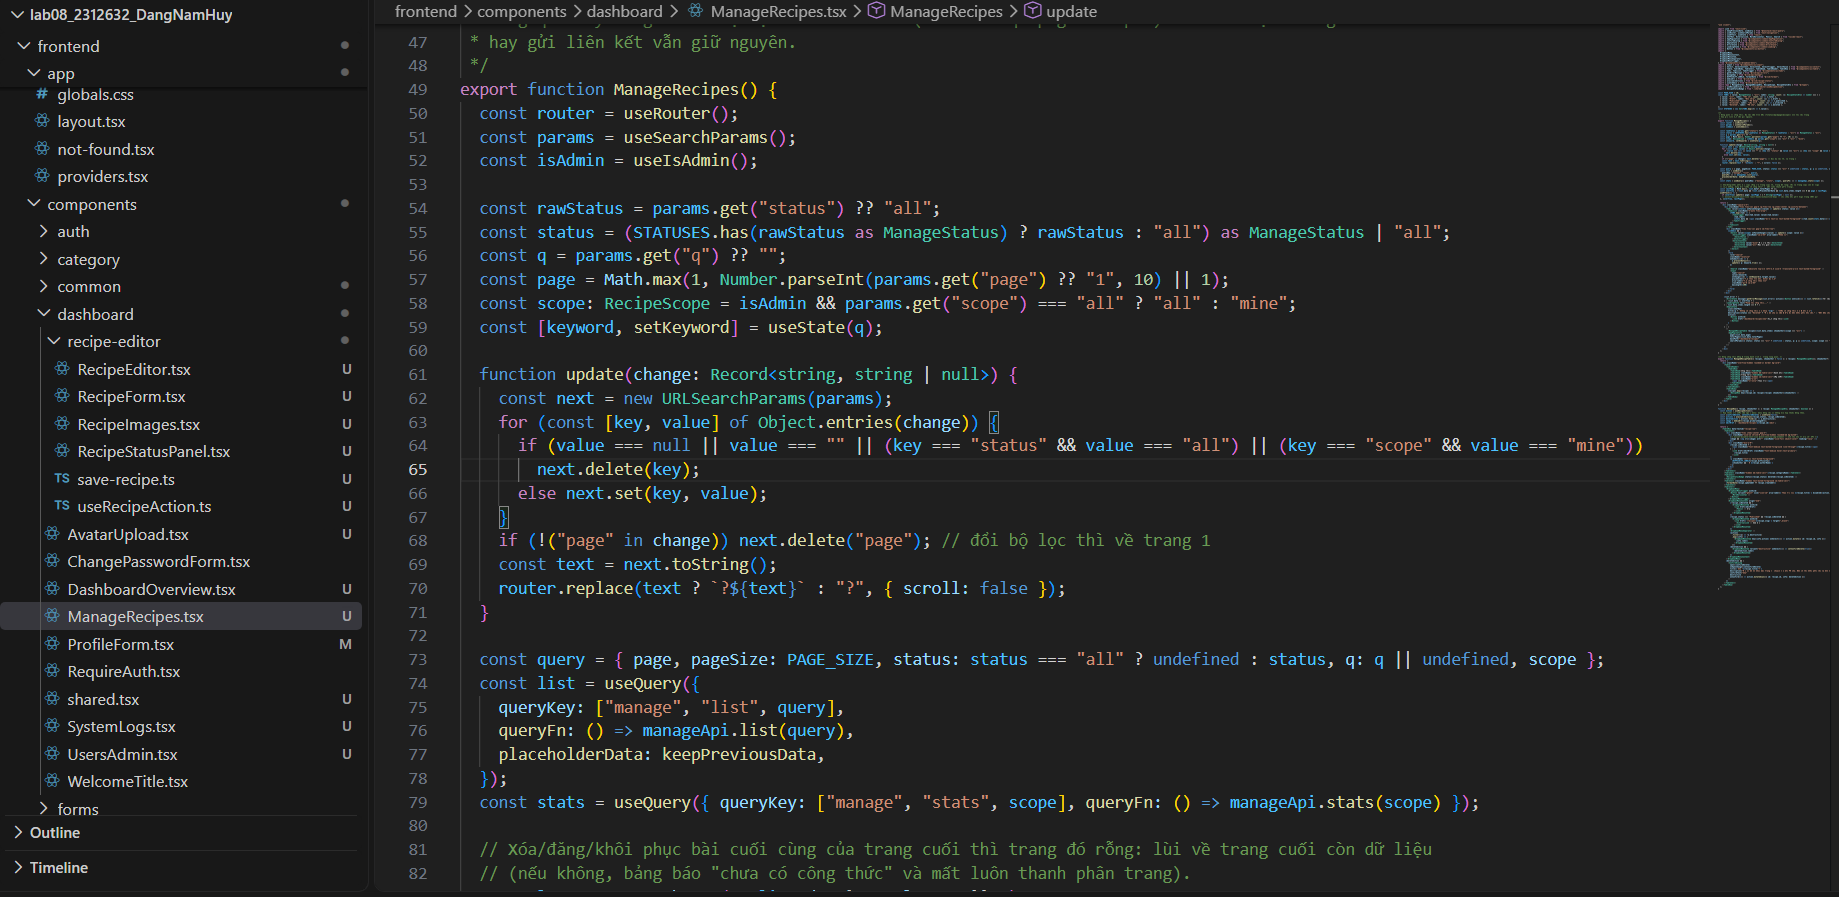 lab08_2312632_DangNamHuy
frontend
app
globals.css
layout.tsx
not-found.tsx
providers.tsx
components
auth
category
common
dashboard
recipe-editor
RecipeEditor.tsx U
RecipeForm.tsx U
RecipeImages.tsx U
RecipeStatusPanel.tsx U
TS save-recipe.ts U
TS useRecipeAction.ts U
AvatarUpload.tsx U
ChangePasswordForm.tsx
DashboardOverview.tsx U
ManageRecipes.tsx U
ProfileForm.tsx M
RequireAuth.tsx
shared.tsx U
SystemLogs.tsx U
UsersAdmin.tsx U
WelcomeTitle.tsx
forms
Outline
Timeline
frontend > components > dashboard > ManageRecipes.tsx > ManageRecipes > update
47 * hay gửi liên kết vẫn giữ nguyên.
48 */
49 export function ManageRecipes() {
50 const router = useRouter();
51 const params = useSearchParams();
52 const isAdmin = useIsAdmin();
53
54 const rawStatus = params.get("status") ?? "all";
55 const status = (STATUSES.has(rawStatus as ManageStatus) ? rawStatus : "all") as ManageStatus | "all";
56 const q = params.get("q") ?? "";
57 const page = Math.max(1, Number.parseInt(params.get("page") ?? "1", 10) || 1);
58 const scope: RecipeScope = isAdmin && params.get("scope") === "all" ? "all" : "mine";
59 const [keyword, setKeyword] = useState(q);
60
61 function update(change: Record<string, string | null>) {
62 const next = new URLSearchParams(params);
63 for (const [key, value] of Object.entries(change)) {
64 if (value === null || value === "" || (key === "status" && value === "all") || (key === "scope" && value === "mine"))
65 next.delete(key);
66 else next.set(key, value);
67 }
68 if (!("page" in change)) next.delete("page"); // đổi bộ lọc thì về trang 1
69 const text = next.toString();
70 router.replace(text ? `?${text}` : "?", { scroll: false });
71 }
72
73 const query = { page, pageSize: PAGE_SIZE, status: status === "all" ? undefined : status, q: q || undefined, scope };
74 const list = useQuery({
75 queryKey: ["manage", "list", query],
76 queryFn: () => manageApi.list(query),
77 placeholderData: keepPreviousData,
78 });
79 const stats = useQuery({ queryKey: ["manage", "stats", scope], queryFn: () => manageApi.stats(scope) });
80
81 // Xóa/đăng/khôi phục bài cuối cùng của trang cuối thì trang đó rỗng: lùi về trang cuối còn dữ liệu
82 // (nếu không, bảng báo "chưa có công thức" và mất luôn thanh phân trang).